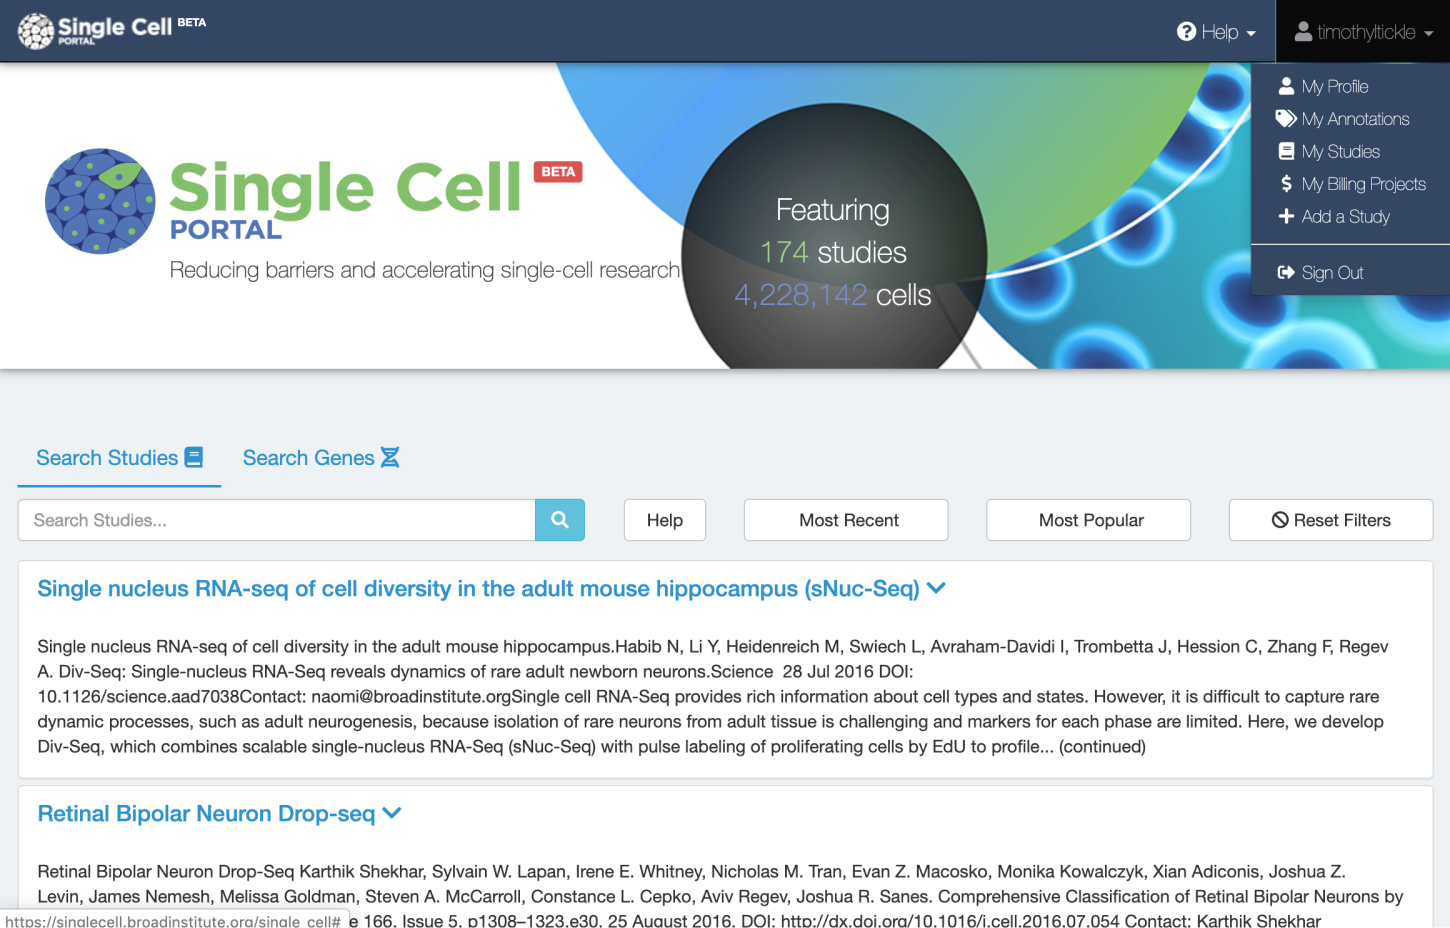 Single Cell BETA
PORTAL
Help
timothyltickle
My Profile
My Annotations
My Studies
My Billing Projects
Add a Study
Sign Out
Single Cell BETA
PORTAL
Reducing barriers and accelerating single-cell research
Featuring
174 studies
4,228,142 cells
Search Studies
Search Genes
Search Studies...
Help
Most Recent
Most Popular
Reset Filters
Single nucleus RNA-seq of cell diversity in the adult mouse hippocampus (sNuc-Seq)
Single nucleus RNA-seq of cell diversity in the adult mouse hippocampus.Habib N, Li Y, Heidenreich M, Swiech L, Avraham-Davidi I, Trombetta J, Hession C, Zhang F, Regev
A. Div-Seq: Single-nucleus RNA-Seq reveals dynamics of rare adult newborn neurons.Science  28 Jul 2016 DOI:
10.1126/science.aad7038Contact: naomi@broadinstitute.orgSingle cell RNA-Seq provides rich information about cell types and states. However, it is difficult to capture rare
dynamic processes, such as adult neurogenesis, because isolation of rare neurons from adult tissue is challenging and markers for each phase are limited. Here, we develop
Div-Seq, which combines scalable single-nucleus RNA-Seq (sNuc-Seq) with pulse labeling of proliferating cells by EdU to profile... (continued)
Retinal Bipolar Neuron Drop-seq
Retinal Bipolar Neuron Drop-Seq Karthik Shekhar, Sylvain W. Lapan, Irene E. Whitney, Nicholas M. Tran, Evan Z. Macosko, Monika Kowalczyk, Xian Adiconis, Joshua Z.
Levin, James Nemesh, Melissa Goldman, Steven A. McCarroll, Constance L. Cepko, Aviv Regev, Joshua R. Sanes. Comprehensive Classification of Retinal Bipolar Neurons by
https://singlecell.broadinstitute.org/single_cell#
e 166, Issue 5, p1308–1323.e30, 25 August 2016. DOI: http://dx.doi.org/10.1016/j.cell.2016.07.054 Contact: Karthik Shekhar